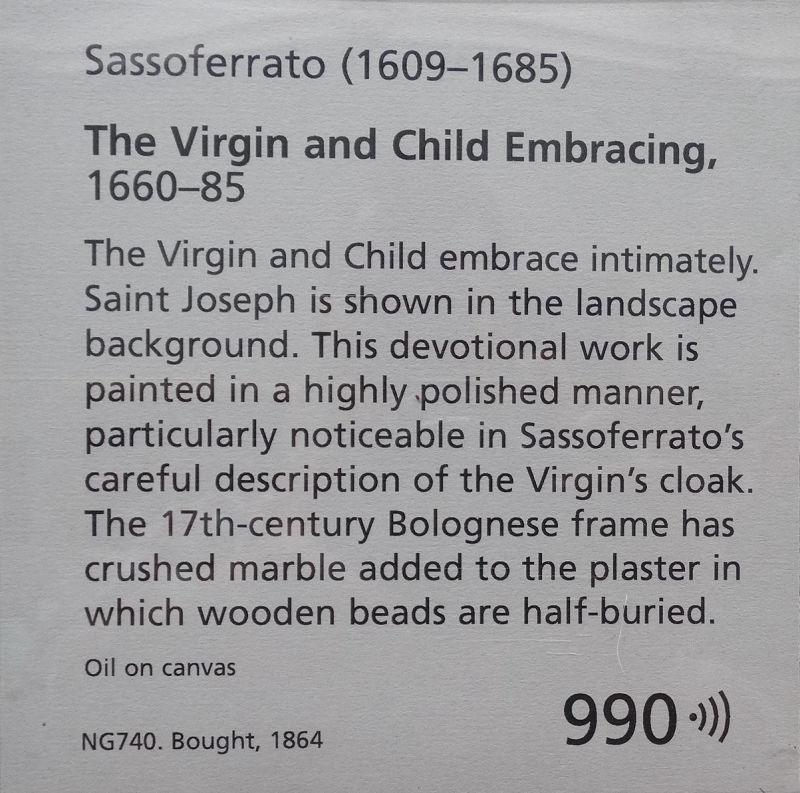 Sassoferrato (1609–1685)
The Virgin and Child Embracing,
1660–85
The Virgin and Child embrace intimately.
Saint Joseph is shown in the landscape
background. This devotional work is
painted in a highly polished manner,
particularly noticeable in Sassoferrato's
careful description of the Virgin's cloak.
The 17th-century Bolognese frame has
crushed marble added to the plaster in
which wooden beads are half-buried.
Oil on canvas
990
NG740. Bought, 1864